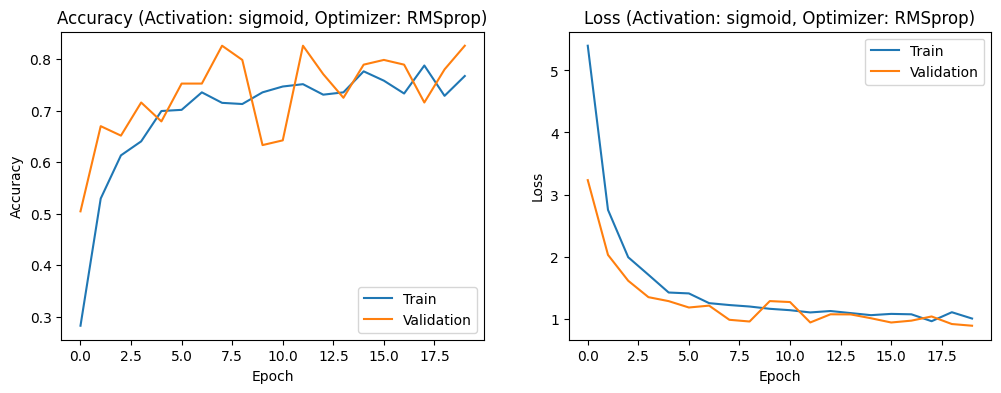 Accuracy (Activation: sigmoid, Optimizer: RMSprop)
Accuracy
0.8
0.7
0.6
0.5
0.4
0.3
Train
Validation
0.0 2.5 5.0 7.5 10.0 12.5 15.0 17.5
Epoch
Loss (Activation: sigmoid, Optimizer: RMSprop)
Loss
5
4
3
2
1
Train
Validation
0.0 2.5 5.0 7.5 10.0 12.5 15.0 17.5
Epoch